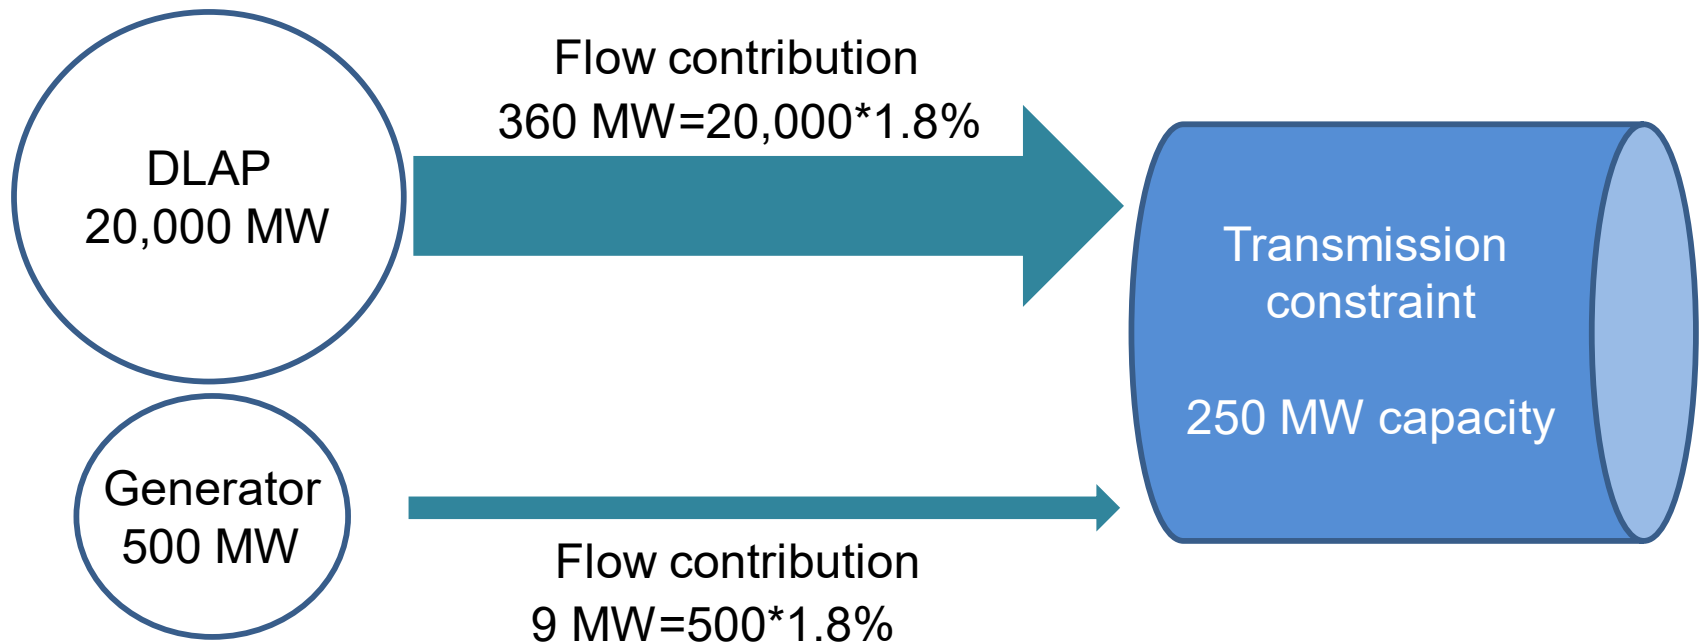 Flow contribution
360 MW=20,000*1.8%
DLAP
20,000 MW
Transmission
constraint
250 MW capacity
Generator
500 MW
Flow contribution
9 MW=500*1.8%